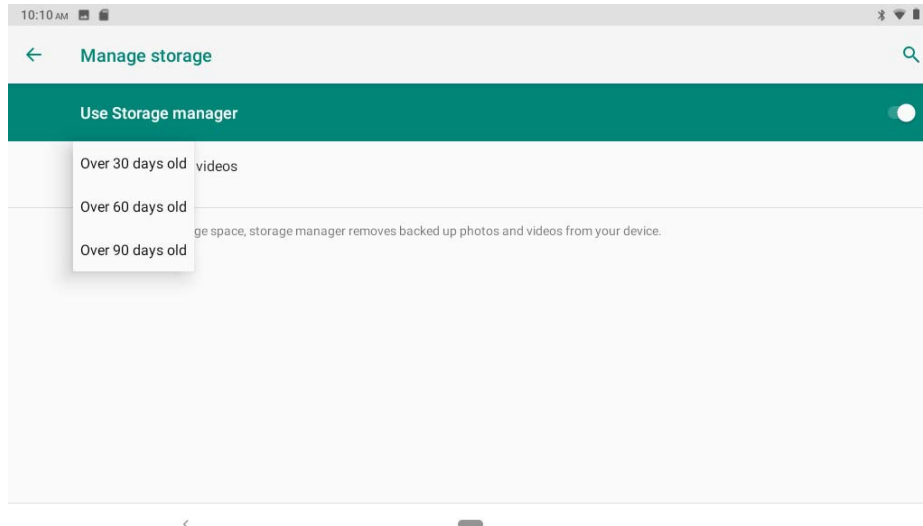 10:10 AM
Manage storage
Use Storage manager
Over 30 days old
videos
Over 60 days old
space, storage manager removes backed up photos and videos from your device.
Over 90 days old